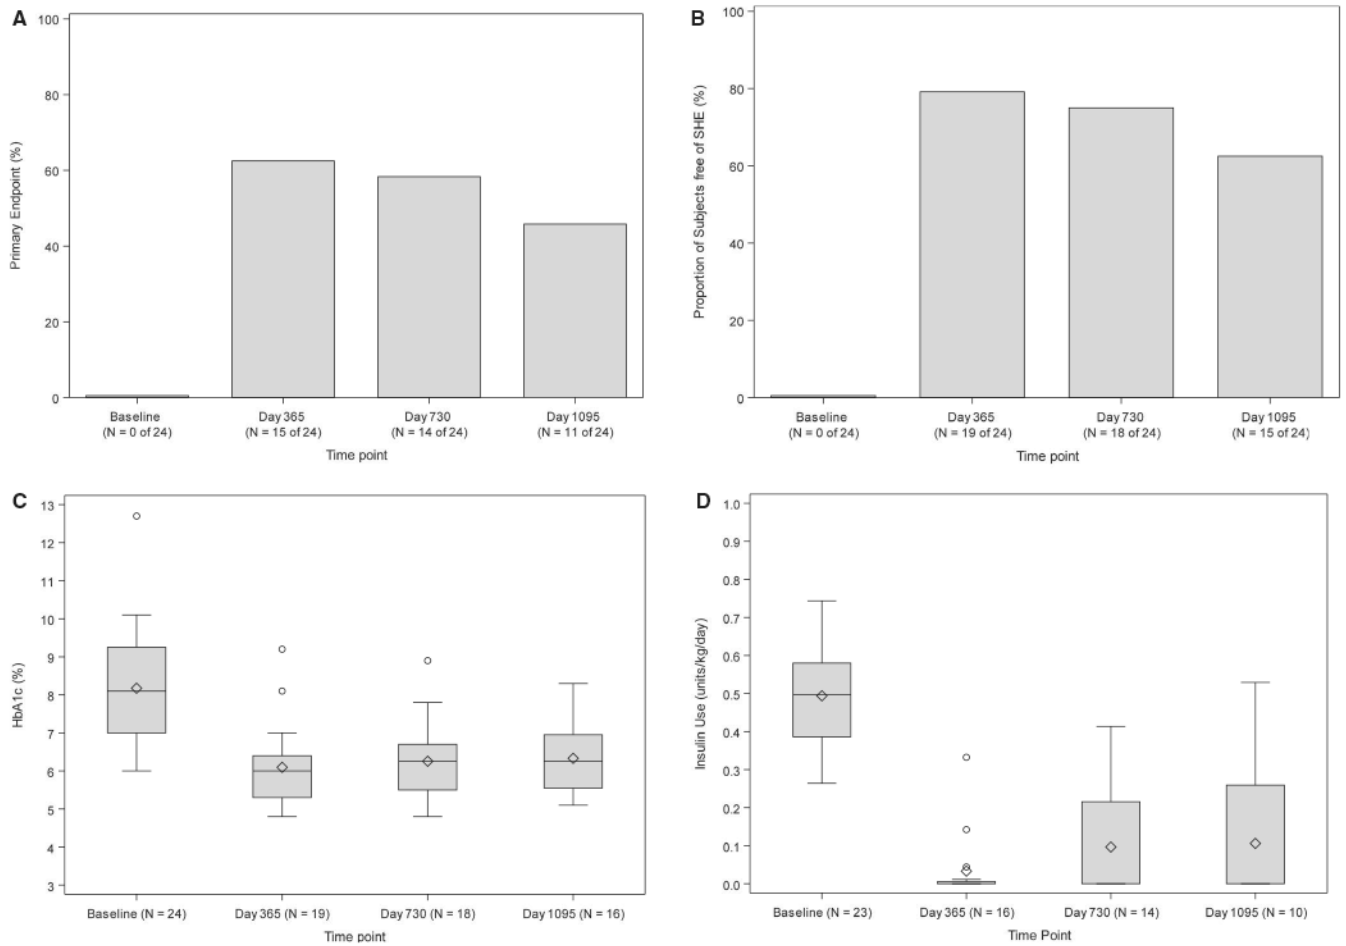 A
Primary Endpoint (%)
100
80
60
40
20
0
Baseline
(N = 0 of 24)
Day 365
(N = 15 of 24)
Day 730
(N = 14 of 24)
Day 1095
(N = 11 of 24)
Time point
B
Proportion of Subjects free of SHE (%)
100
80
60
40
20
0
Baseline
(N = 0 of 24)
Day 365
(N = 19 of 24)
Day 730
(N = 18 of 24)
Day 1095
(N = 15 of 24)
Time point
C
HbA1c (%)
13
12
11
10
9
8
7
6
5
4
3
Baseline (N = 24)
Day 365 (N = 19)
Day 730 (N = 18)
Day 1095 (N = 16)
Time point
D
Insulin Use (units/kg/day)
1.0
0.9
0.8
0.7
0.6
0.5
0.4
0.3
0.2
0.1
0.0
Baseline (N = 23)
Day 365 (N = 16)
Day 730 (N = 14)
Day 1095 (N = 10)
Time Point